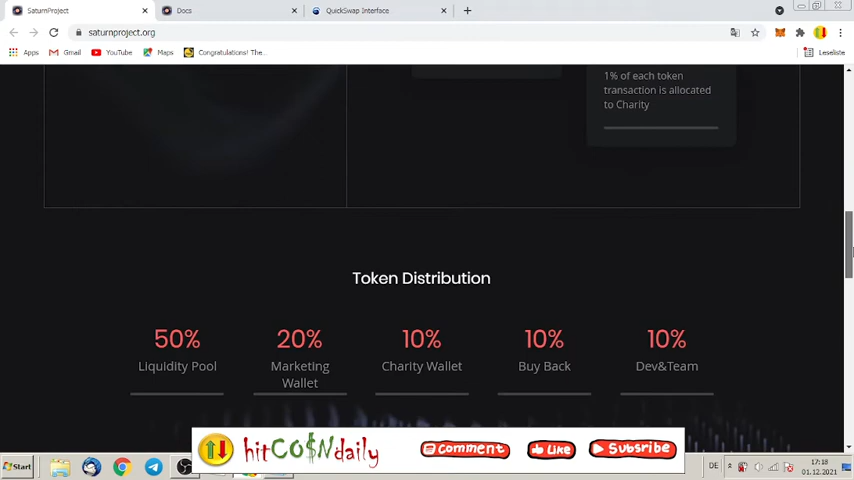 SaturnProject
Docs
QuickSwap Interface
saturnproject.org
Apps
Gmail
YouTube
Maps
Congratulations! The...
Leseliste
1% of each token
transaction is allocated
to Charity
Token Distribution
50%
Liquidity Pool
20%
Marketing
Wallet
10%
Charity Wallet
10%
Buy Back
10%
Dev&Team
hitCO$Ndaily
Comment
Like
Susribe
Start
DE
17:18
01.12.2021